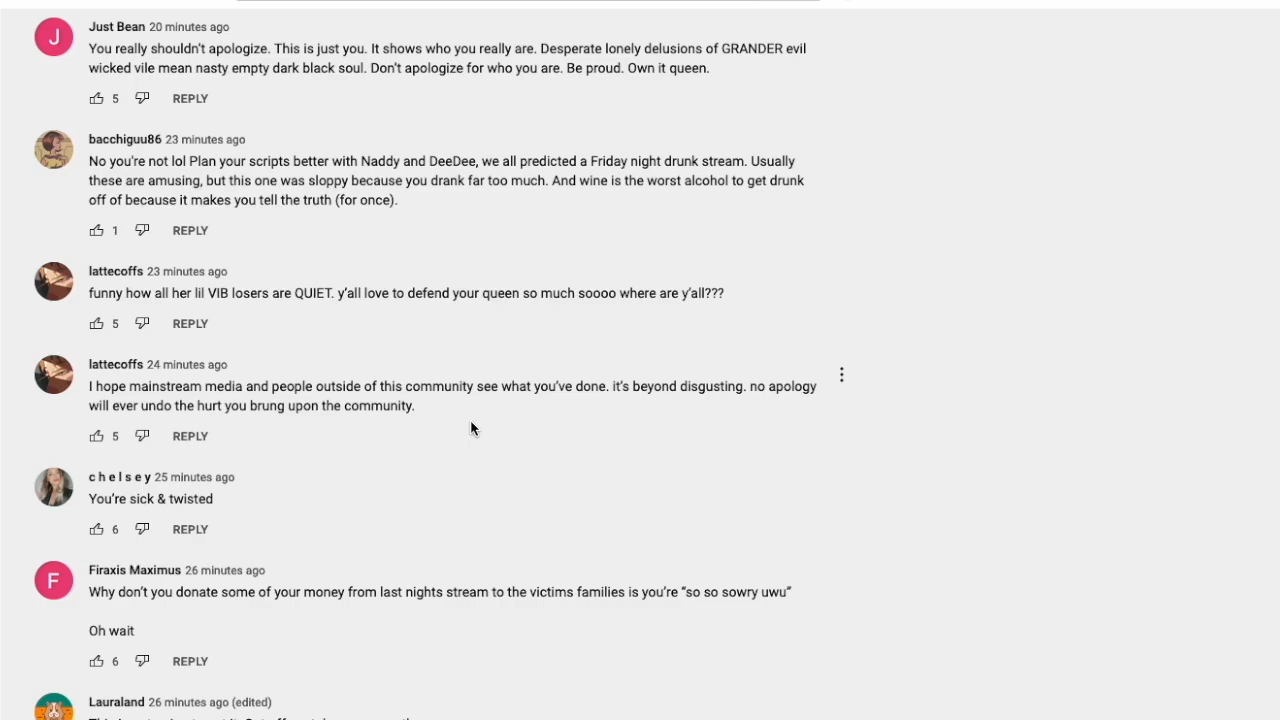 J
Just Bean 20 minutes ago
You really shouldn't apologize. This is just you. It shows who you really are. Desperate lonely delusions of GRANDER evil
wicked vile mean nasty empty dark black soul. Don't apologize for who you are. Be proud. Own it queen.
5 REPLY
bacchiguu86 23 minutes ago
No you're not lol Plan your scripts better with Naddy and DeeDee, we all predicted a Friday night drunk stream. Usually
these are amusing, but this one was sloppy because you drank far too much. And wine is the worst alcohol to get drunk
off of because it makes you tell the truth (for once).
1 REPLY
lattecoffs 23 minutes ago
funny how all her lil VIB losers are QUIET. y'all love to defend your queen so much soooo where are y'all???
5 REPLY
lattecoffs 24 minutes ago
I hope mainstream media and people outside of this community see what you've done. it's beyond disgusting. no apology
will ever undo the hurt you brung upon the community.
5 REPLY
c h e l s e y 25 minutes ago
You're sick & twisted
6 REPLY
F
Firaxis Maximus 26 minutes ago
Why don't you donate some of your money from last nights stream to the victims families is you're "so so sowry uwu"
Oh wait
6 REPLY
Lauraland 26 minutes ago (edited)